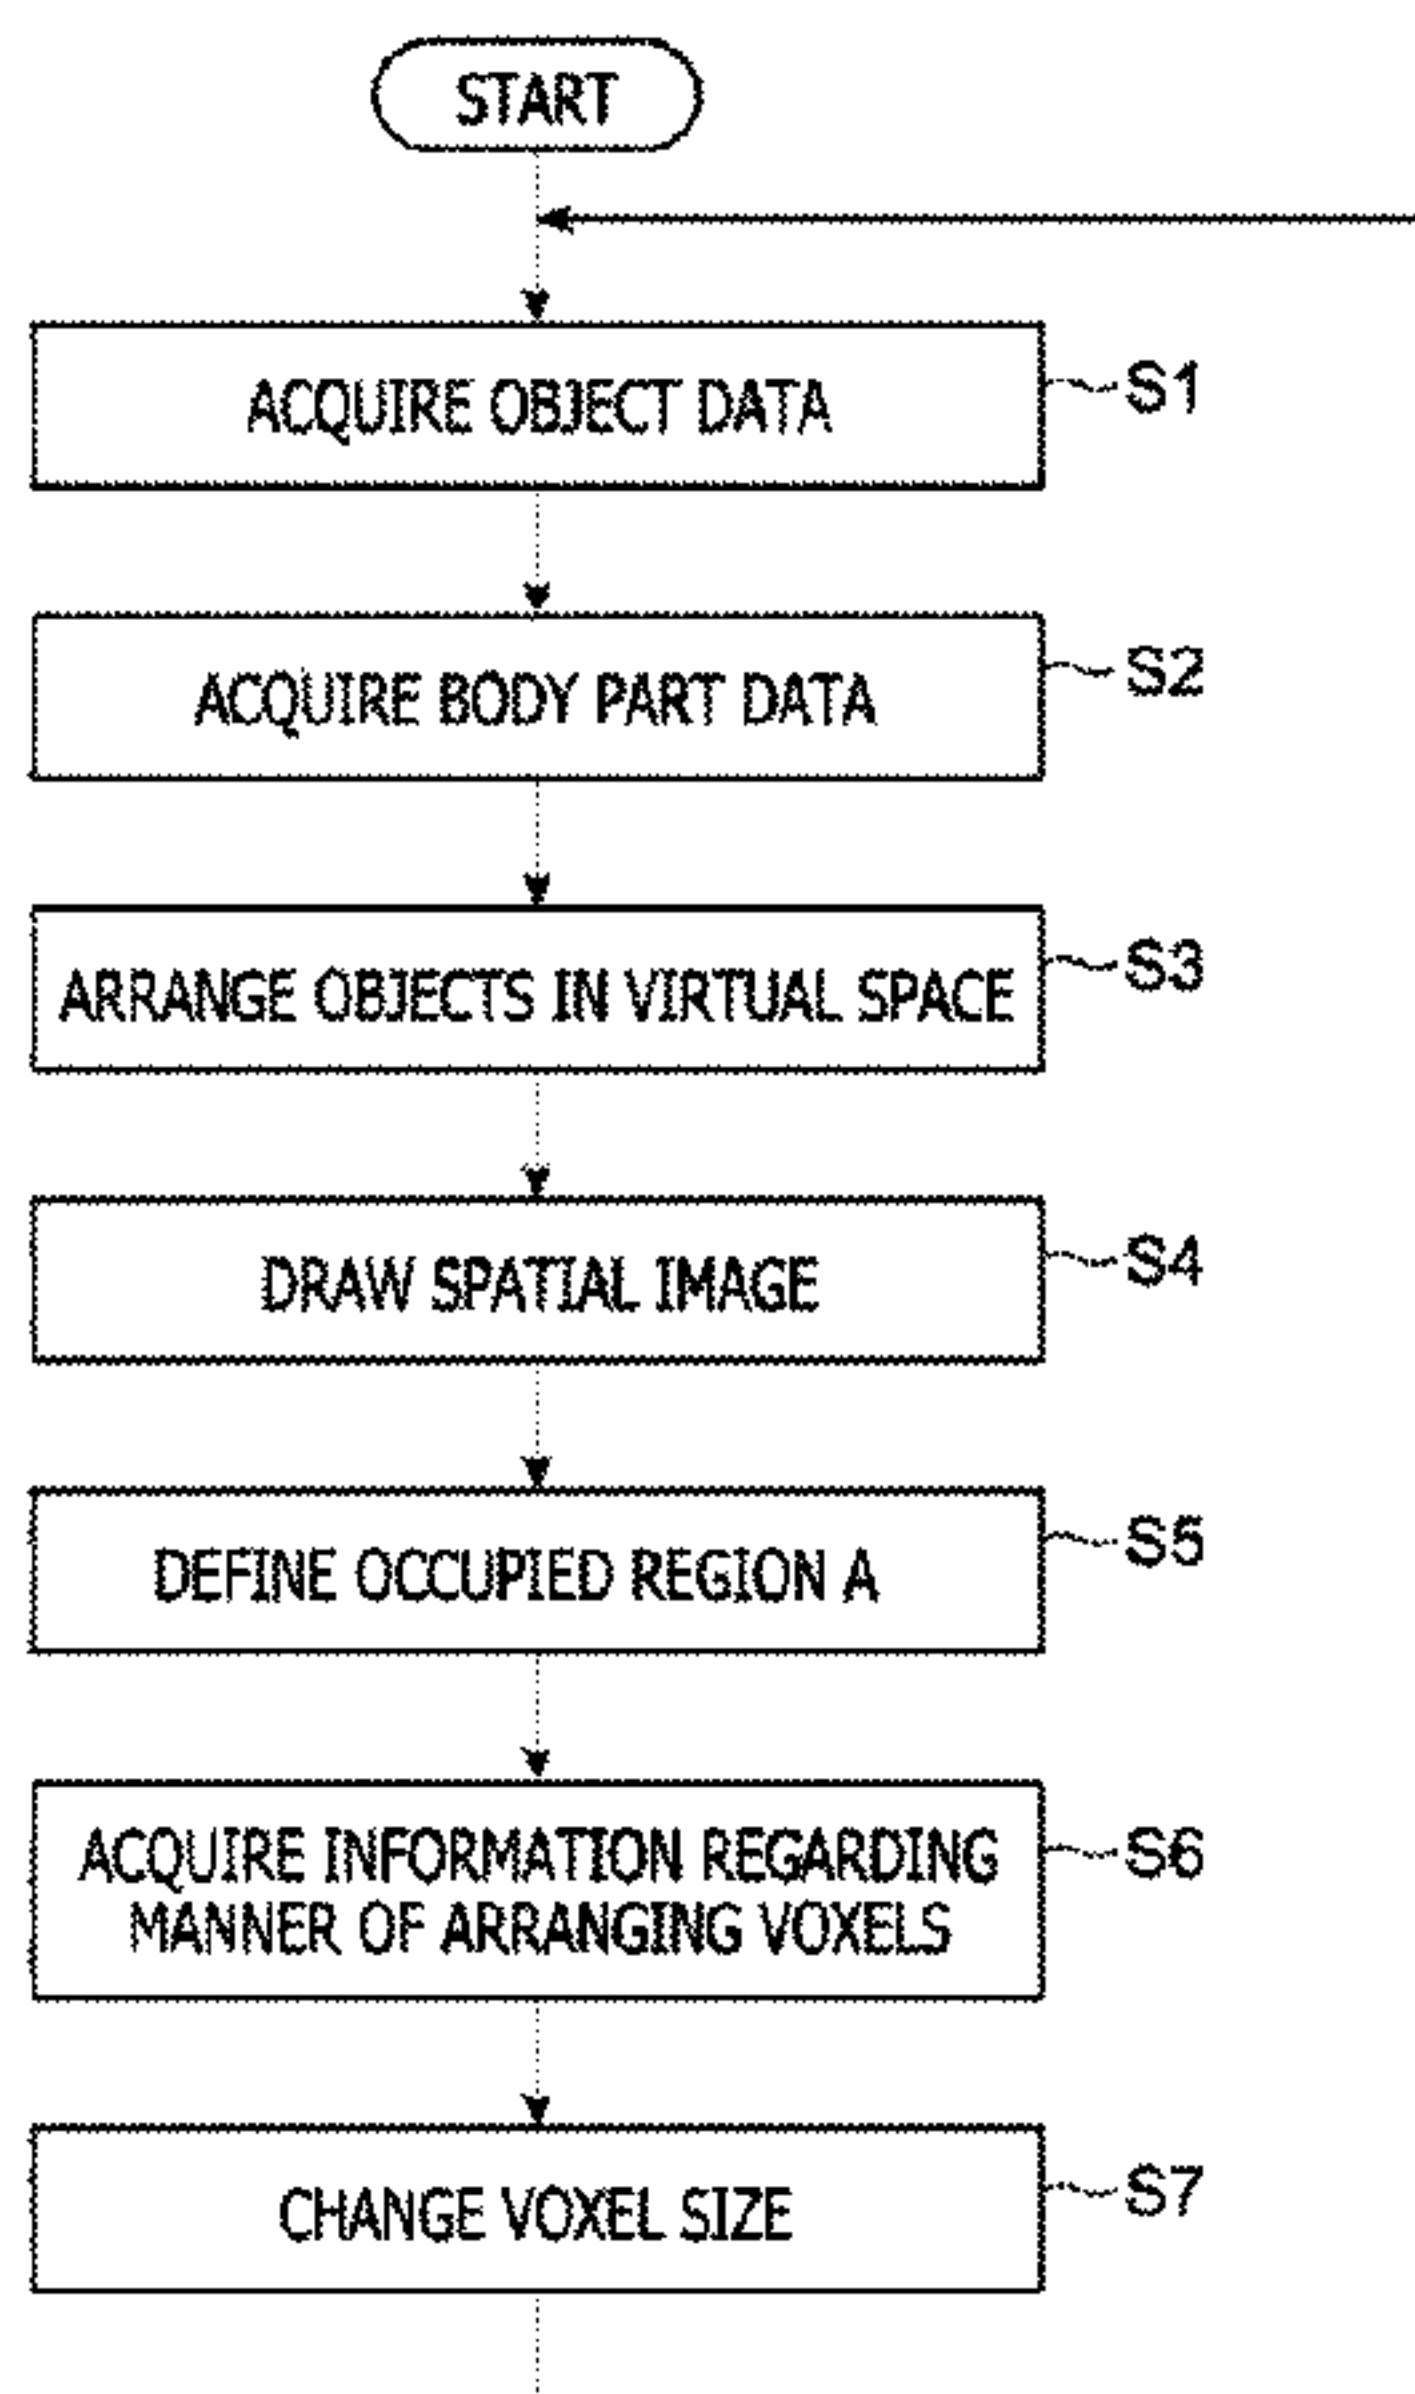 START
ACQUIRE OBJECT DATA
S1
ACQUIRE BODY PART DATA
S2
ARRANGE OBJECTS IN VIRTUAL SPACE
S3
DRAW SPATIAL IMAGE
S4
DEFINE OCCUPIED REGION A
S5
ACQUIRE INFORMATION REGARDING
MANNER OF ARRANGING VOXELS
S6
CHANGE VOXEL SIZE
S7